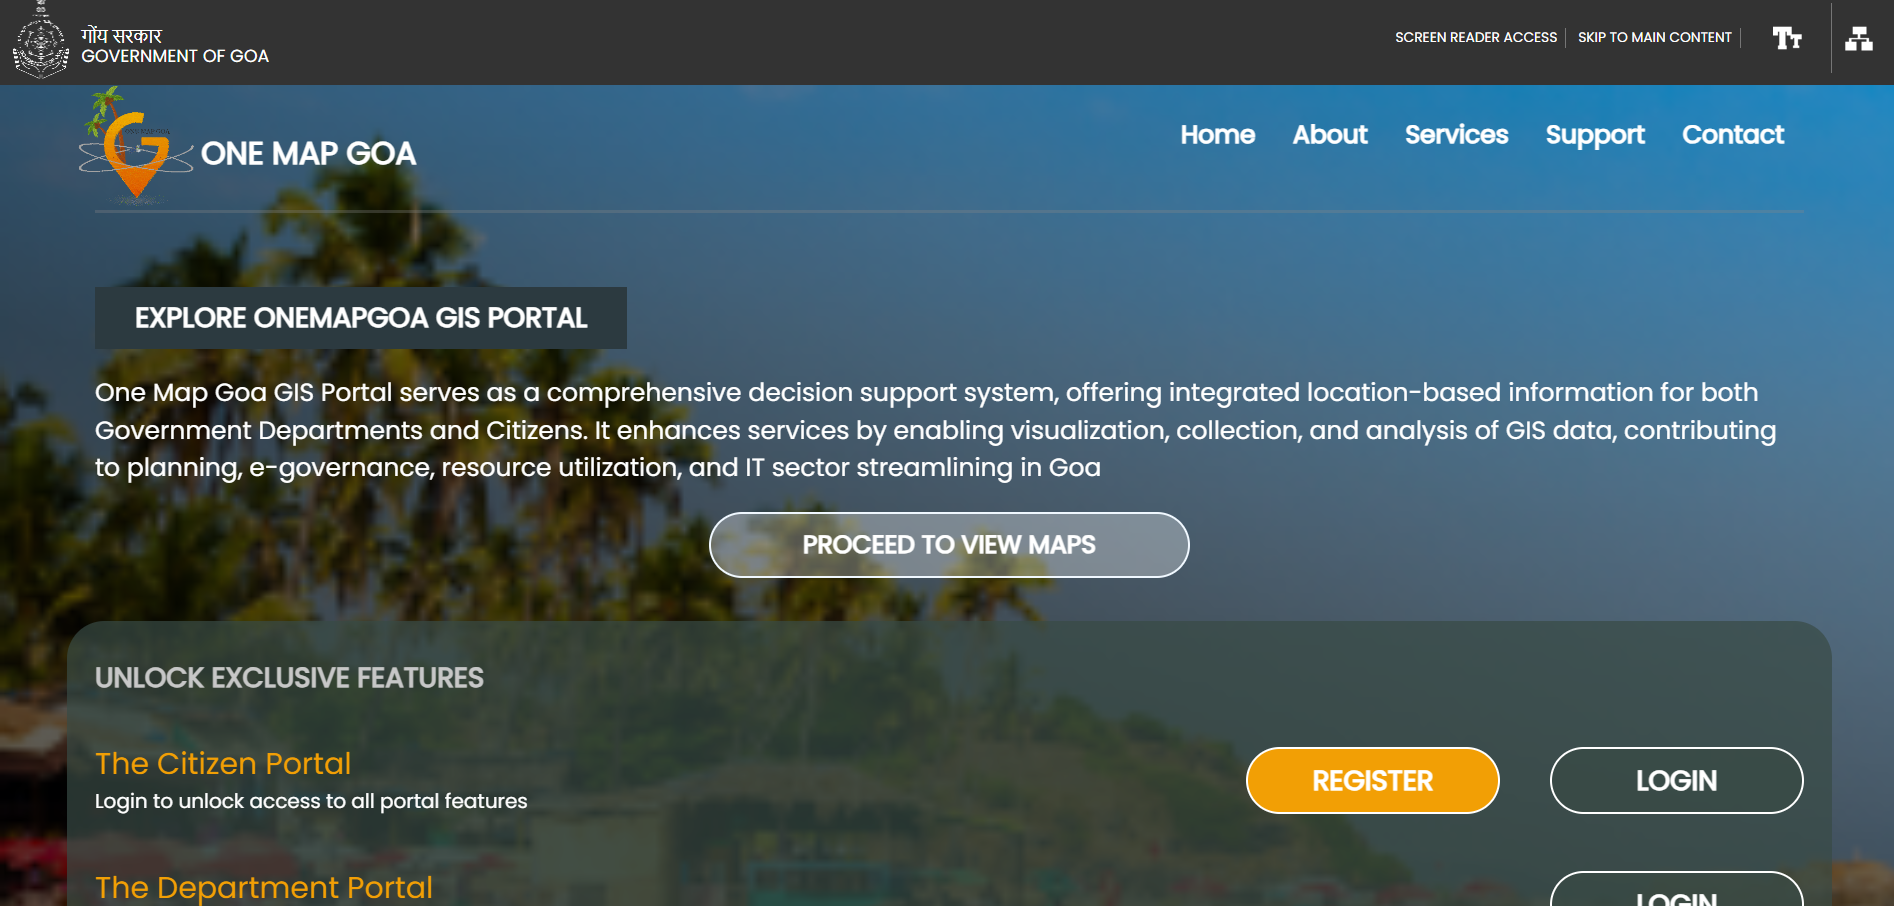 गोंय सरकार
GOVERNMENT OF GOA
SCREEN READER ACCESS
SKIP TO MAIN CONTENT
Tт
ONE MAP GOA
Home
About
Services
Support
Contact
EXPLORE ONEMAPGOA GIS PORTAL
One Map Goa GIS Portal serves as a comprehensive decision support system, offering integrated location-based information for both
Government Departments and Citizens. It enhances services by enabling visualization, collection, and analysis of GIS data, contributing
to planning, e-governance, resource utilization, and IT sector streamlining in Goa
PROCEED TO VIEW MAPS
UNLOCK EXCLUSIVE FEATURES
The Citizen Portal
Login to unlock access to all portal features
REGISTER
LOGIN
The Department Portal
LOGIN